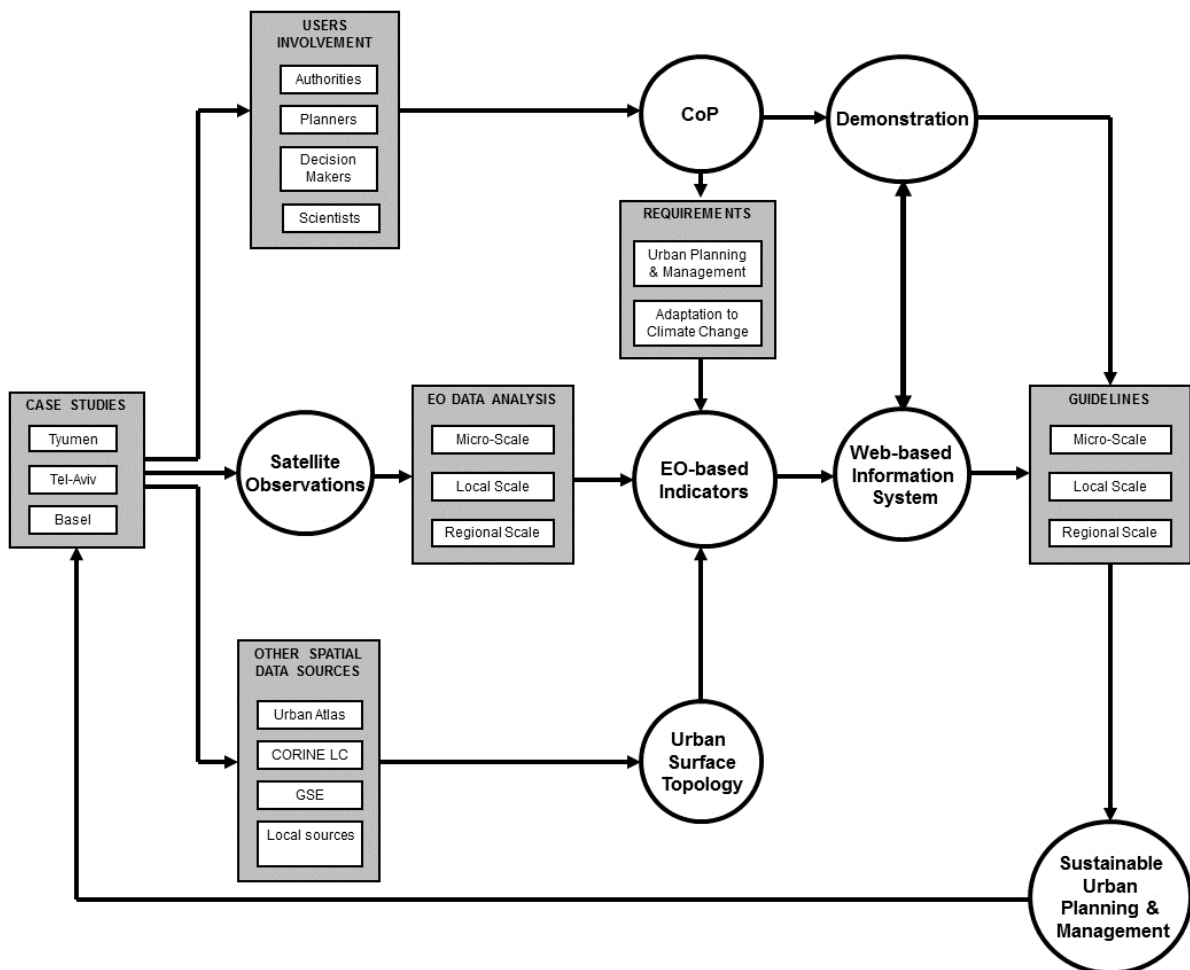 USERS
INVOLVEMENT
Authorities
Planners
Decision
Makers
Scientists
CoP
Demonstration
REQUIREMENTS
Urban Planning
& Management
Adaptation to
Climate Change
CASE STUDIES
Tyumen
Tel-Aviv
Basel
Satellite
Observations
EO DATA ANALYSIS
Micro-Scale
Local Scale
Regional Scale
EO-based
Indicators
Web-based
Information
System
GUIDELINES
Micro-Scale
Local Scale
Regional Scale
OTHER SPATIAL
DATA SOURCES
Urban Atlas
CORINE LC
GSE
Local sources
Urban
Surface
Topology
Sustainable
Urban
Planning &
Management